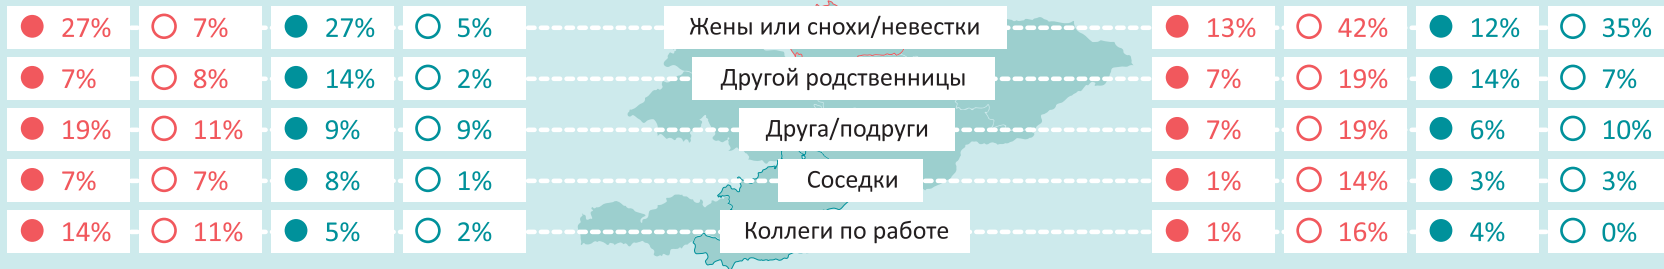 27% 7% 27% 5% Жены или снохи/невестки 13% 42% 12% 35%
7% 8% 14% 2% Другой родственницы 7% 19% 14% 7%
19% 11% 9% 9% Друга/подруги 7% 19% 6% 10%
7% 7% 8% 1% Соседки 1% 14% 3% 3%
14% 11% 5% 2% Коллеги по работе 1% 16% 4% 0%